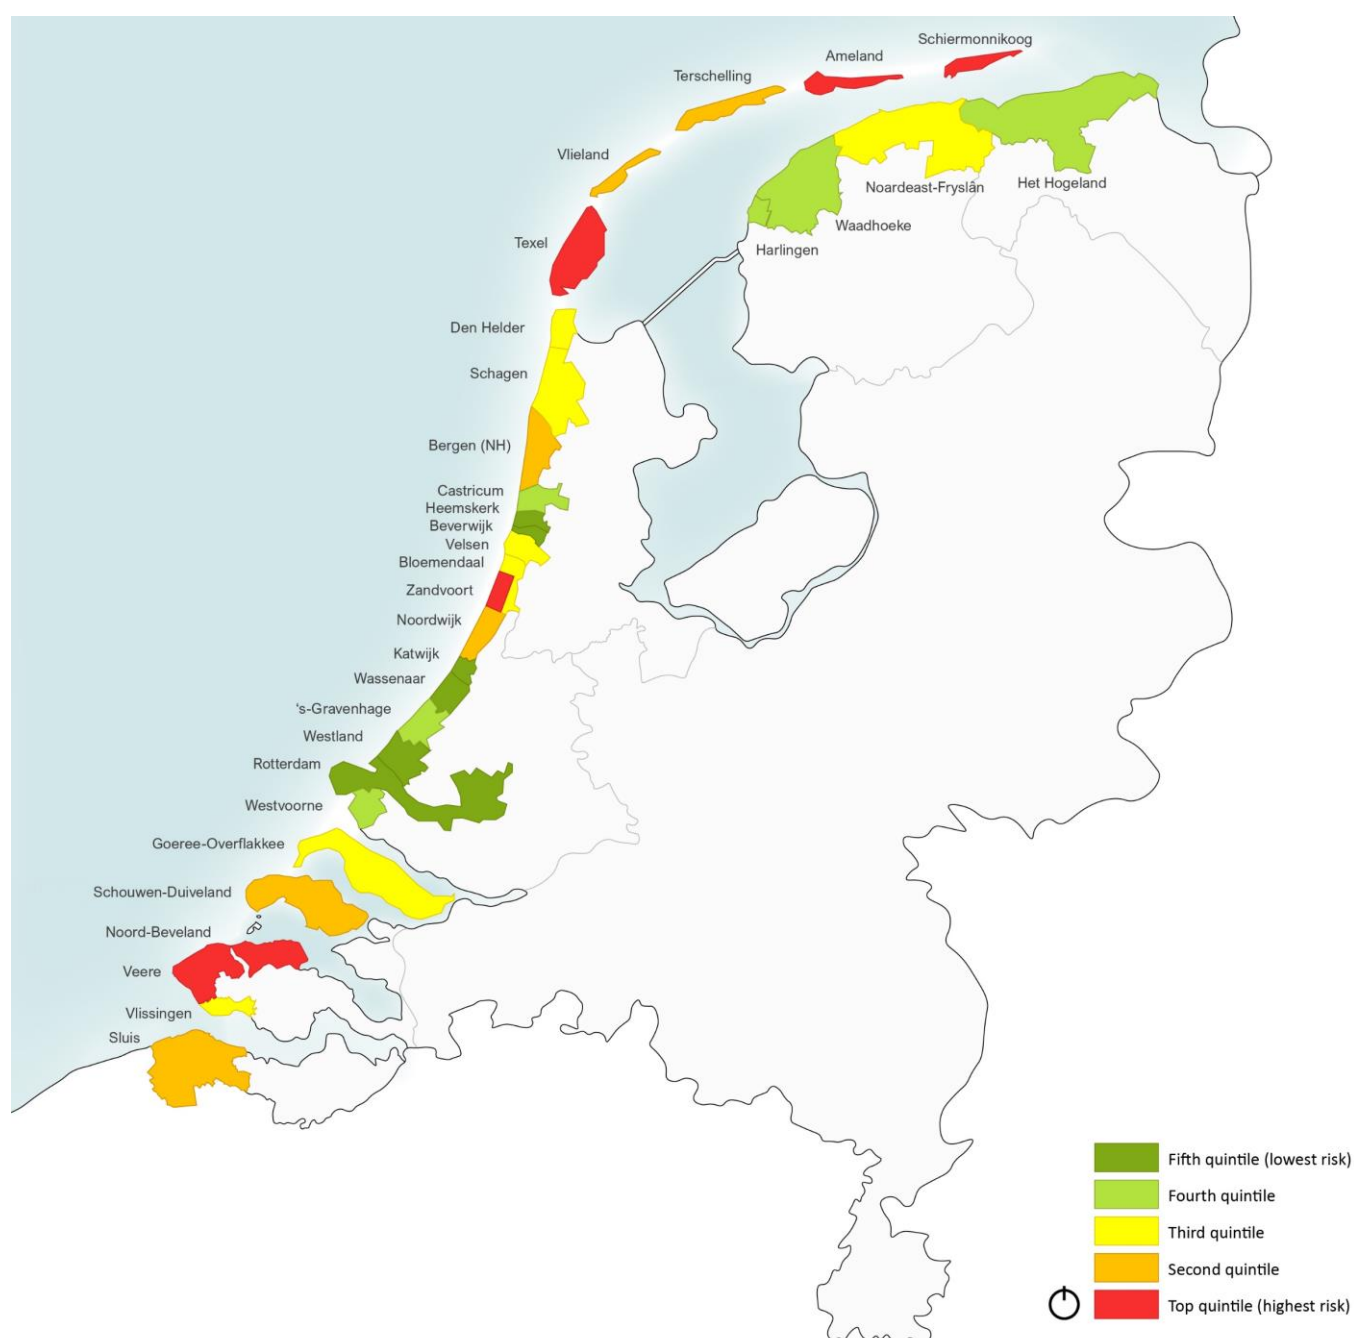 Schiermonnikoog
Ameland
Terschelling
Vlieland
Texel
Noardeast-Fryslân
Het Hogeland
Waadhoeke
Harlingen
Den Helder
Schagen
Bergen (NH)
Castricum
Heemskerk
Beverwijk
Velsen
Bloemendaal
Zandvoort
Noordwijk
Katwijk
Wassenaar
's-Gravenhage
Westland
Rotterdam
Westvoorne
Goeree-Overflakkee
Schouwen-Duiveland
Noord-Beveland
Veere
Vlissingen
Sluis
Fifth quintile (lowest risk)
Fourth quintile
Third quintile
Second quintile
Top quintile (highest risk)